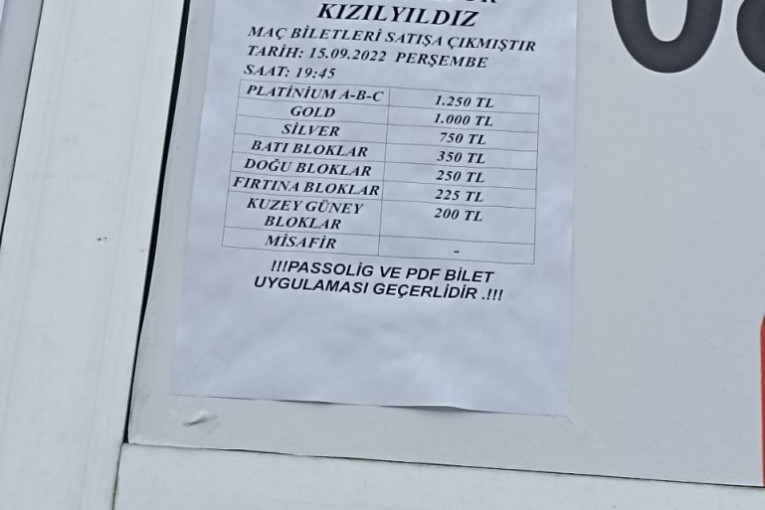 KIZILYILDIZ
MAÇ BİLETLERİ SATIŞA ÇIKMIŞTIR
TARİH: 15.09.2022 PERŞEMBE
SAAT: 19:45
PLATİNİUM A-B-C 1.250 TL
GOLD 1.000 TL
SİLVER 750 TL
BATI BLOKLAR 350 TL
DOĞU BLOKLAR 250 TL
FIRTINA BLOKLAR 225 TL
KUZEY GÜNEY 200 TL
BLOKLAR
MİSAFİR -
!!!PASSOLİG VE PDF BİLET
UYGULAMASI GEÇERLİDİR .!!!